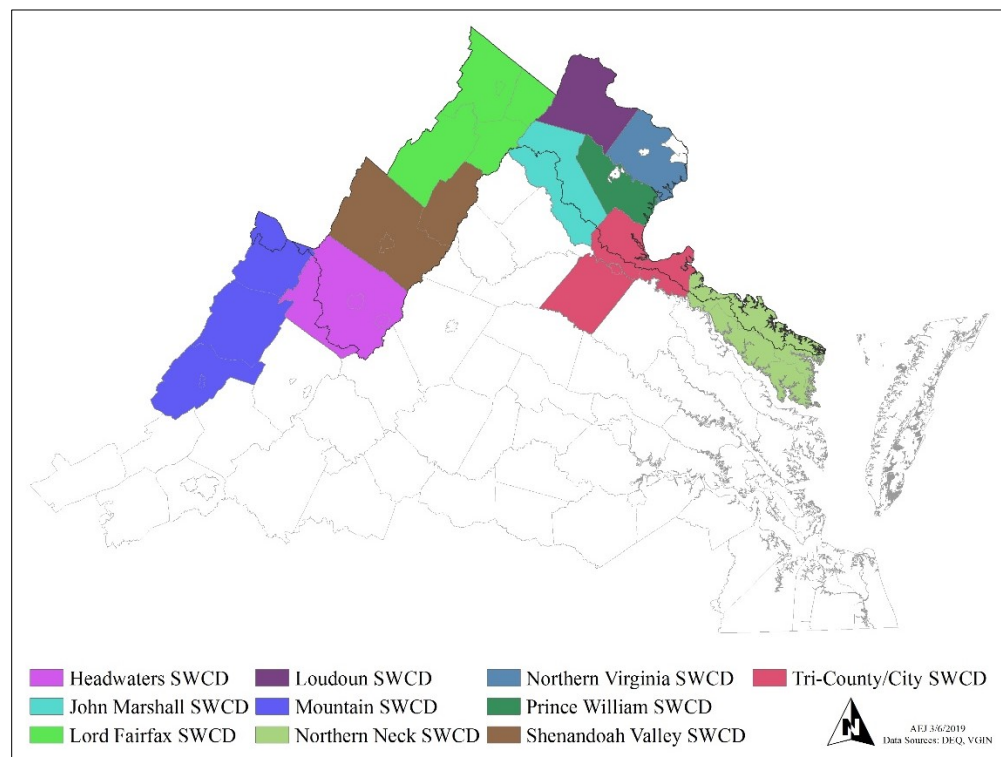 Headwaters SWCD
Loudoun SWCD
Northern Virginia SWCD
Tri-County/City SWCD
John Marshall SWCD
Mountain SWCD
Prince William SWCD
Lord Fairfax SWCD
Northern Neck SWCD
Shenandoah Valley SWCD
N
AEJ 3/6/2019
Data Sources: DEQ, VGIN